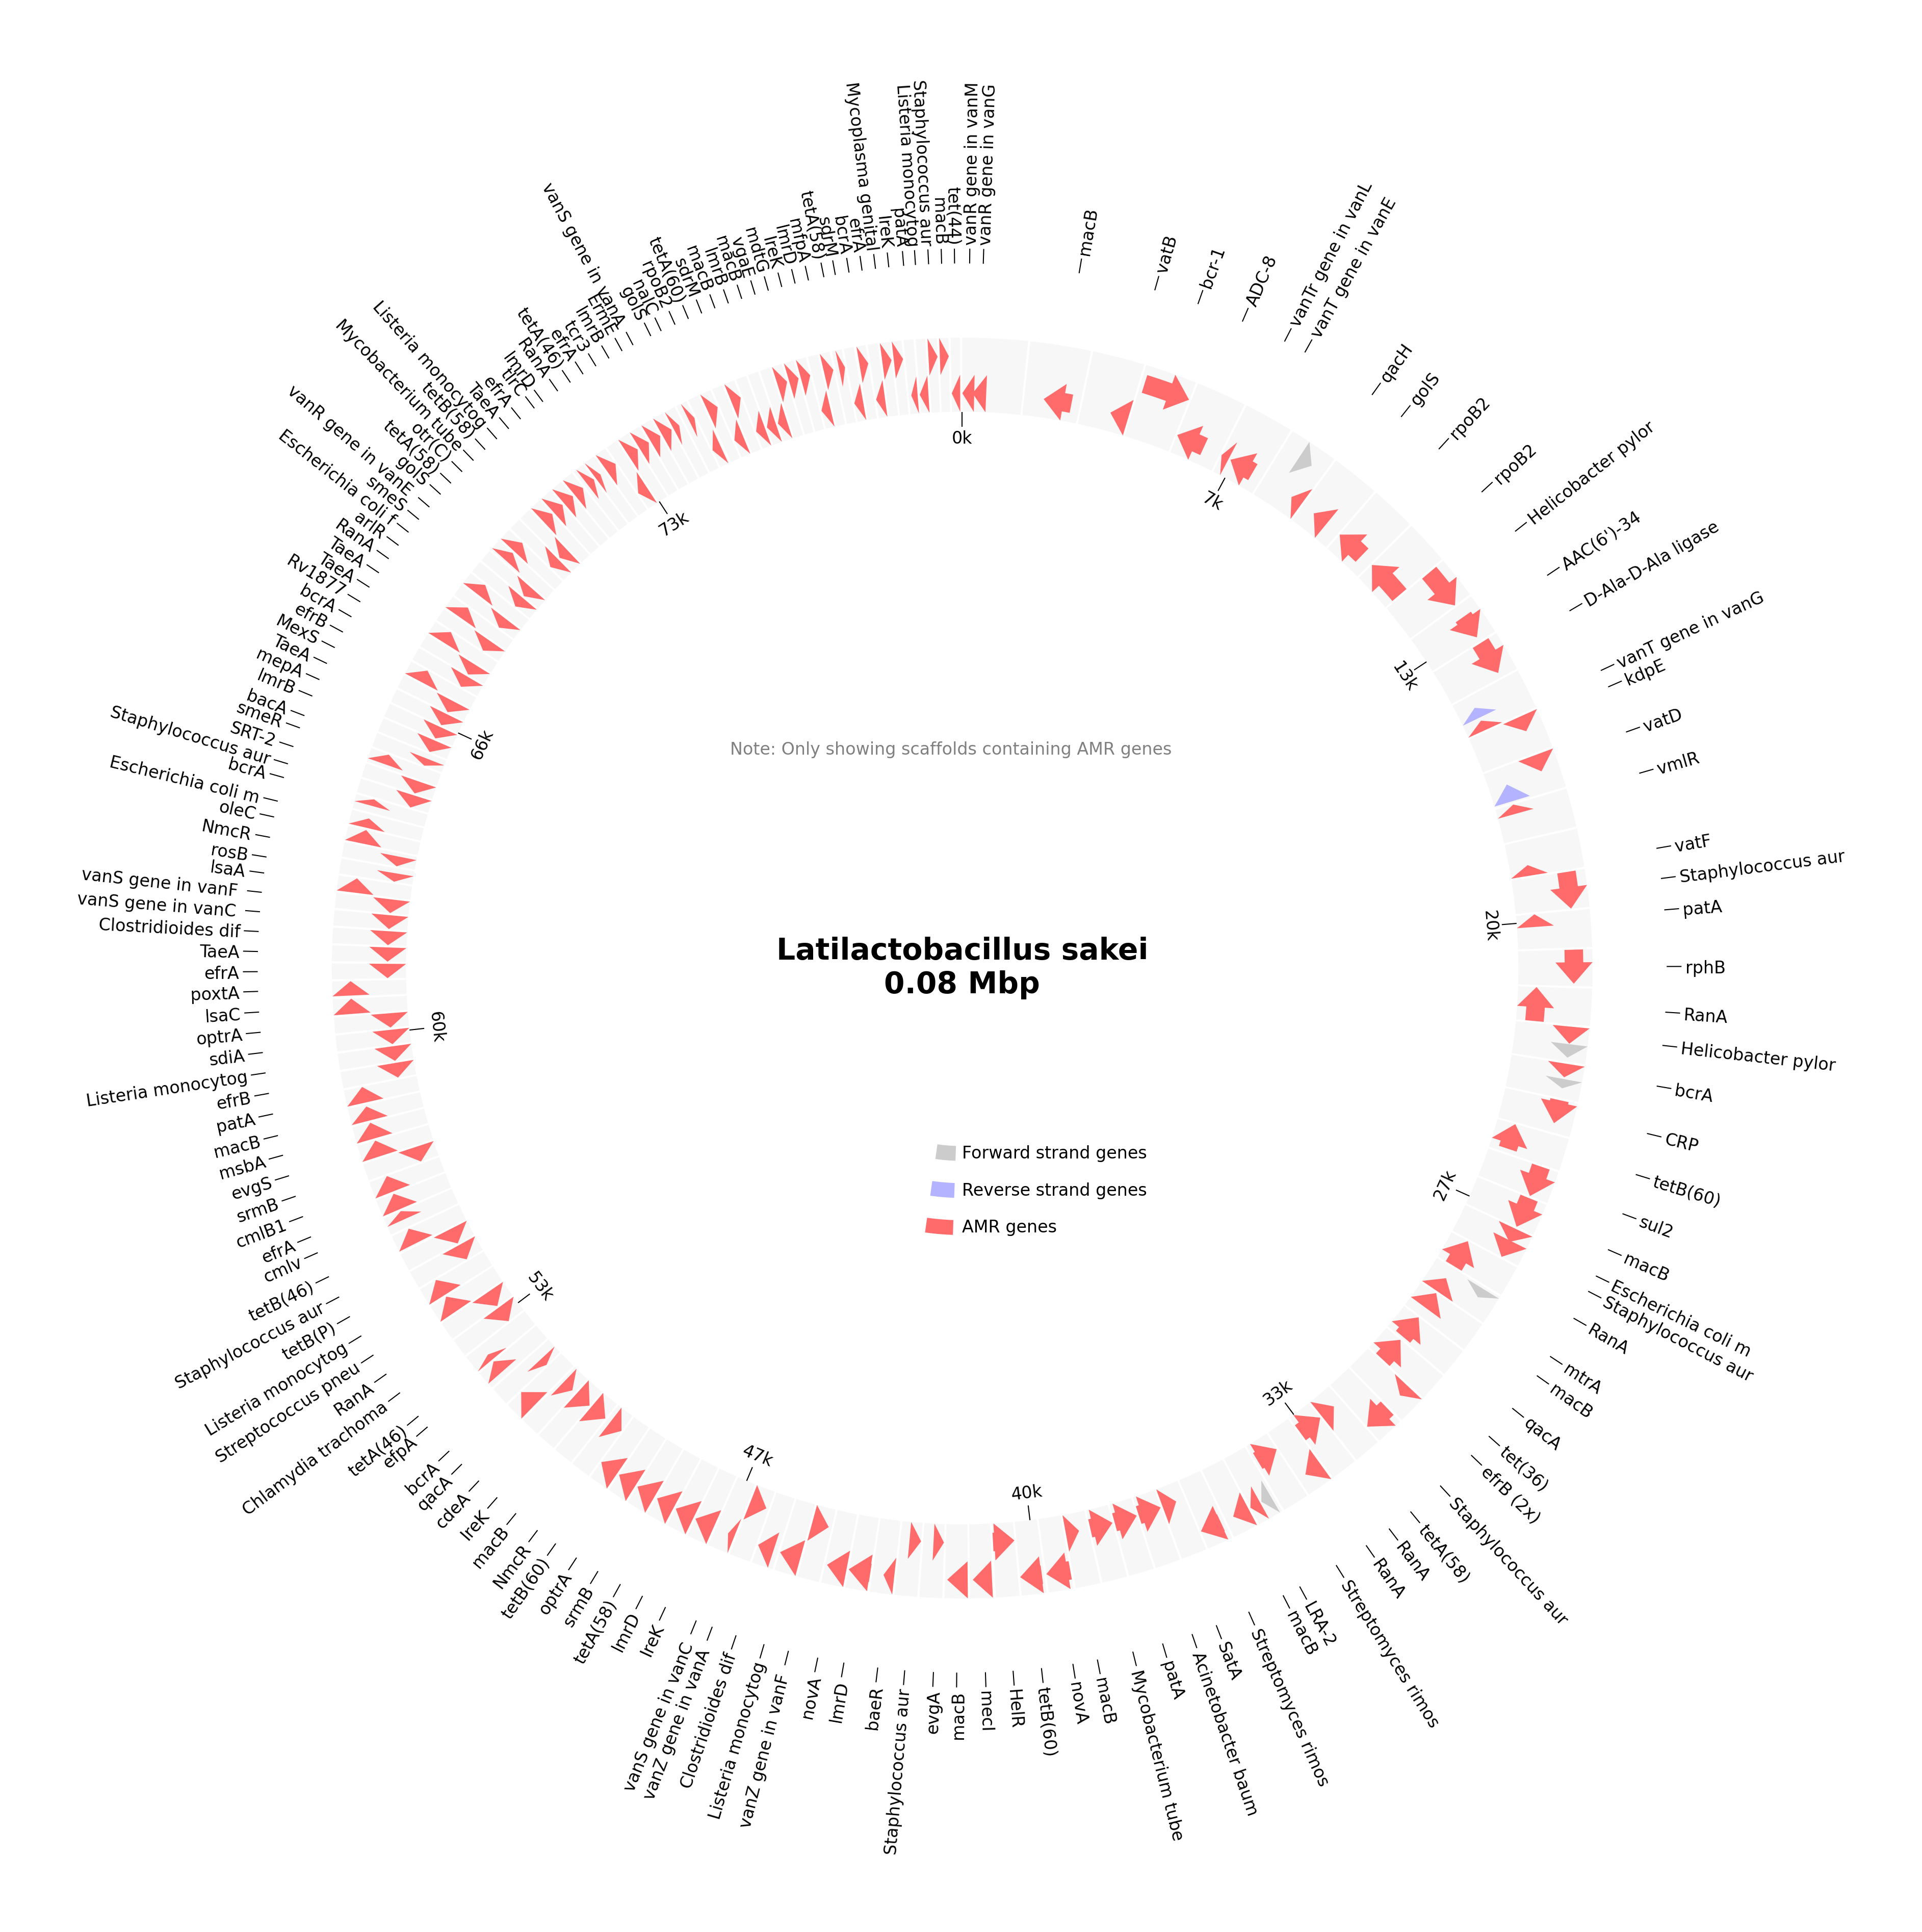 vanR gene in vanM
vanR gene in vanG
macB
vatB
bcr-1
ADC-8
vanTr gene in vanL
vanT gene in vanE
qacH
golS
rpoB2
rpoB2
Helicobacter pylor
AAC(6')-34
D-Ala-D-Ala ligase
vanT gene in vanG
kdpE
vatD
vmlR
vatF
Staphylococcus aur
patA
rphB
RanA
Helicobacter pylor
bcrA
CRP
tetB(60)
sul2
macB
Escherichia coli m
Staphylococcus aur
RanA
mtrA
macB
qacA
tet(36)
efrB (2x)
Staphylococcus aur
tetA(58)
RanA
RanA
Streptomyces rimos
LRA-2
macB
Streptomyces rimos
SatA
Acinetobacter baum
patA
Mycobacterium tube
macB
novA
tetB(60)
HelR
mecI
macB
evgA
Staphylococcus aur
baeR
lmrD
novA
vanZ gene in vanF
Listeria monocytog
Clostridioides dif
vanZ gene in vanA
vanS gene in vanC
lreK
lmrD
tetA(58)
srmB
optrA
tetB(60)
NmcR
macB
lreK
cdeA
qacA
bcrA
efpA
tetA(46)
Chlamydia trachoma
RanA
Streptococcus pneu
Listeria monocytog
tetB(P)
Staphylococcus aur
tetB(46)
cmlv
efrA
cmlB1
srmB
evgS
msbA
macB
patA
efrB
Listeria monocytog
sdiA
optrA
lsaC
poxtA
efrA
TaeA
Clostridioides dif
vanS gene in vanC
vanS gene in vanF
lsaA
rosB
NmcR
oleC
Escherichia coli m
bcrA
Staphylococcus aur
SRT-2
smeR
bacA
lmrB
mepA
TaeA
MexS
efrB
bcrA
Rv1877
TaeA
TaeA
RanA
arlR
Escherichia coli f
smeS
vanR gene in vanE
golS
tetA(58)
otr(C)
Mycobacterium tube
tetB(58)
Listeria monocytog
TaeA
efrA
tlrC
lmrD
RanA
tetA(46)
efrA
tcr3
lmrB
ErmE
vanS gene in vanA
golS
nalC
rpoB2
tetA(60)
sdrM
macB
lmrB
macB
vgaE
mdtG
lreK
lmrD
mfpA
tetA(58)
sdrM
bcrA
efrA
Mycoplasma genital
lreK
patA
Listeria monocytog
Staphylococcus aur
macB
tet(44)
0k
7k
13k
20k
27k
33k
40k
47k
53k
60k
66k
73k
Note: Only showing scaffolds containing AMR genes
Latilactobacillus sakei
0.08 Mbp
Forward strand genes
Reverse strand genes
AMR genes